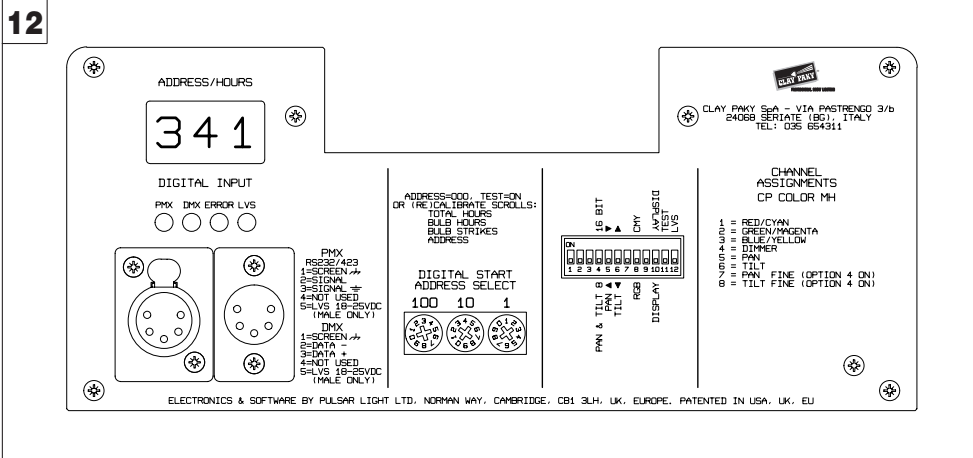 12
ADDRESS/HOURS
341
DIGITAL INPUT
PMX DMX ERROR LVS
PMX
RS232/423
1=SCREEN
2=SIGNAL
3=SIGNAL
4=NOT USED
5=LVS 18-25VDC
(MALE ONLY)
DMX
1=SCREEN
2=DATA -
3=DATA +
4=NOT USED
5=LVS 18-25VDC
(MALE ONLY)
ADDRESS=000, TEST=ON
OR (RE)CALIBRATE SCROLLS:
TOTAL HOURS
BULB HOURS
BULB STRIKES
ADDRESS
DIGITAL START
ADDRESS SELECT
100 10 1
16 BIT
▼
▲
CMY
DISPLAY
TEST
LVS
ON
1 2 3 4 5 6 7 8 9 10 11 12
PAN & TILT 8
PAN ▲
TILT ▼
RGB
DISPLAY
CLAY PAKY
PROFESSIONAL SHOW LIGHTING
CLAY PAKY SpA - VIA PASTRENGO 3/b
24068 SERIATE (BG), ITALY
TEL: 035 654311
CHANNEL
ASSIGNMENTS
CP COLOR MH
1 = RED/CYAN
2 = GREEN/MAGENTA
3 = BLUE/YELLOW
4 = DIMMER
5 = PAN
6 = TILT
7 = PAN FINE (OPTION 4 ON)
8 = TILT FINE (OPTION 4 ON)
ELECTRONICS & SOFTWARE BY PULSAR LIGHT LTD, NORMAN WAY, CAMBRIDGE, CB1 3LH, UK, EUROPE. PATENTED IN USA, UK, EU